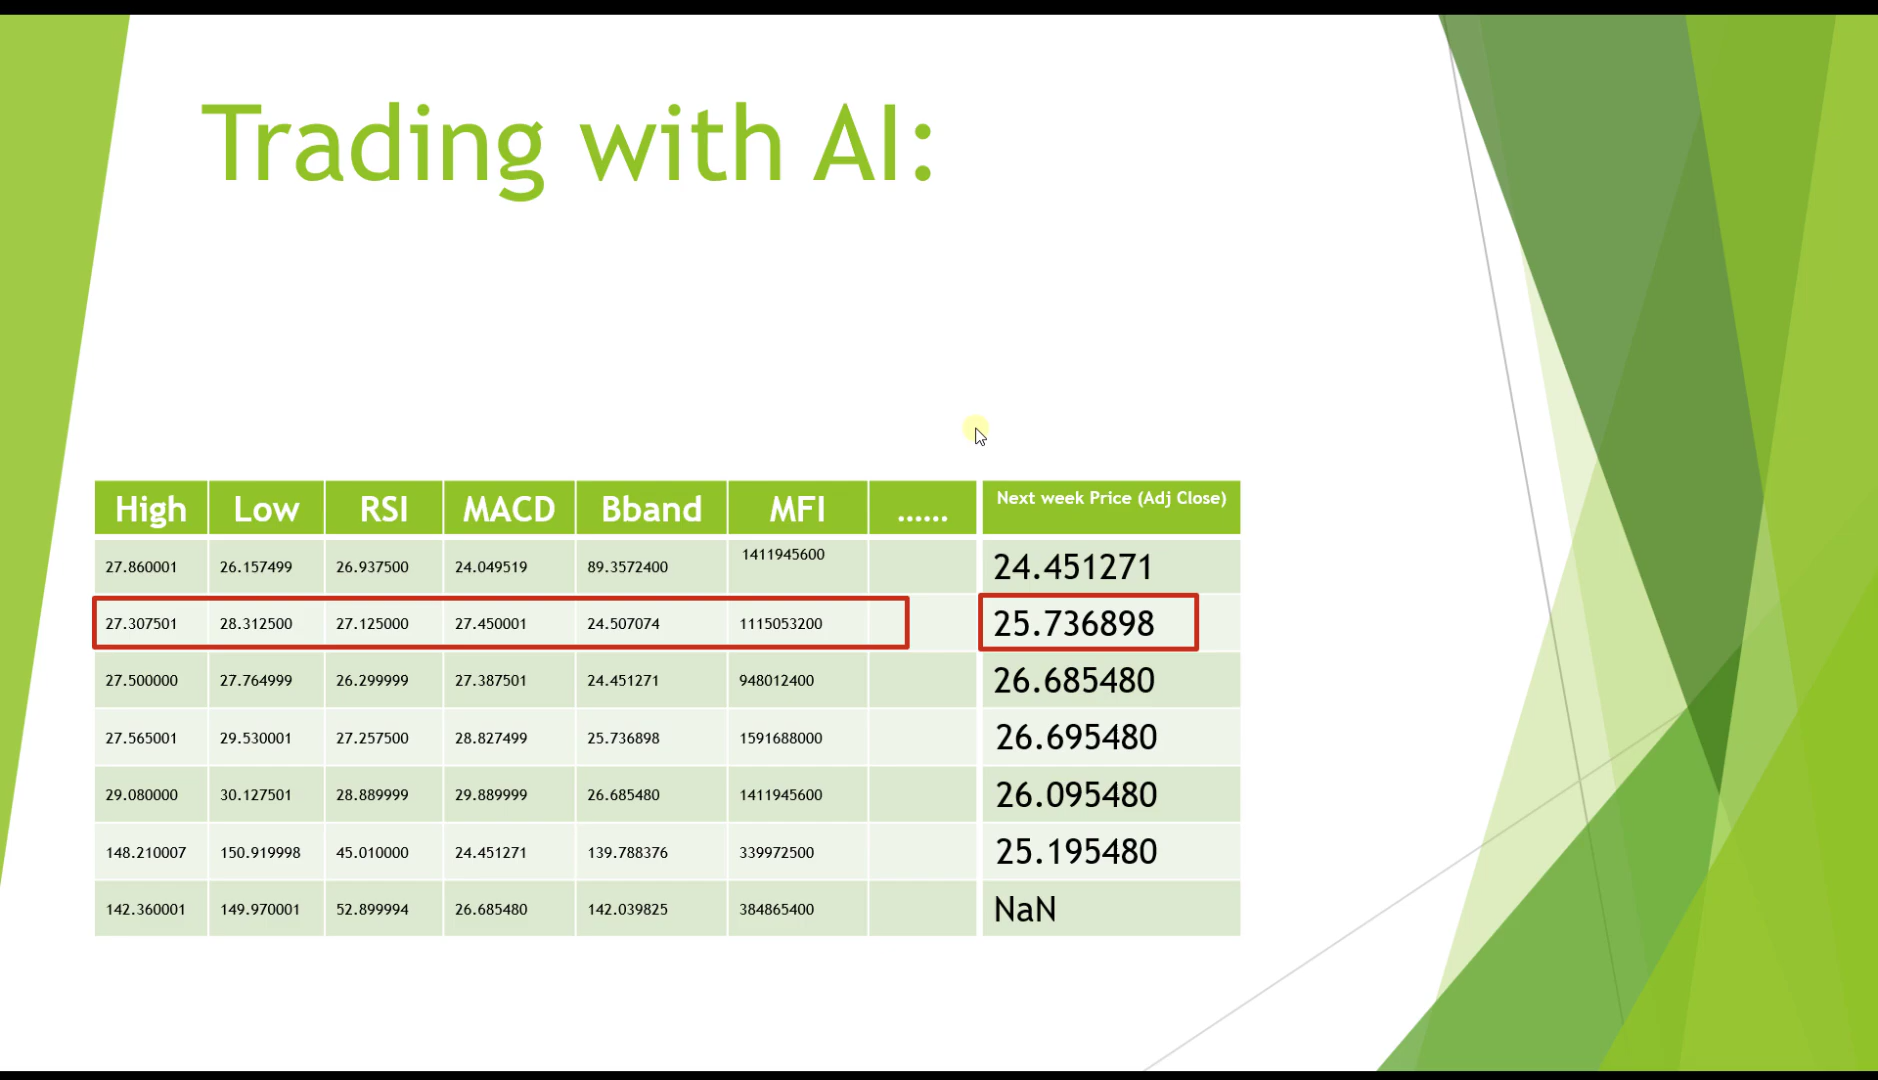 Trading with AI:
High Low RSI MACD Bband MFI ...... Next week Price (Adj Close)
27.860001 26.157499 26.937500 24.049519 89.3572400 1411945600 24.451271
27.307501 28.312500 27.125000 27.450001 24.507074 1115053200 25.736898
27.500000 27.764999 26.299999 27.387501 24.451271 948012400 26.685480
27.565001 29.530001 27.257500 28.827499 25.736898 1591688000 26.695480
29.080000 30.127501 28.889999 29.889999 26.685480 1411945600 26.095480
148.210007 150.919998 45.010000 24.451271 139.788376 339972500 25.195480
142.360001 149.970001 52.899994 26.685480 142.039825 384865400 NaN